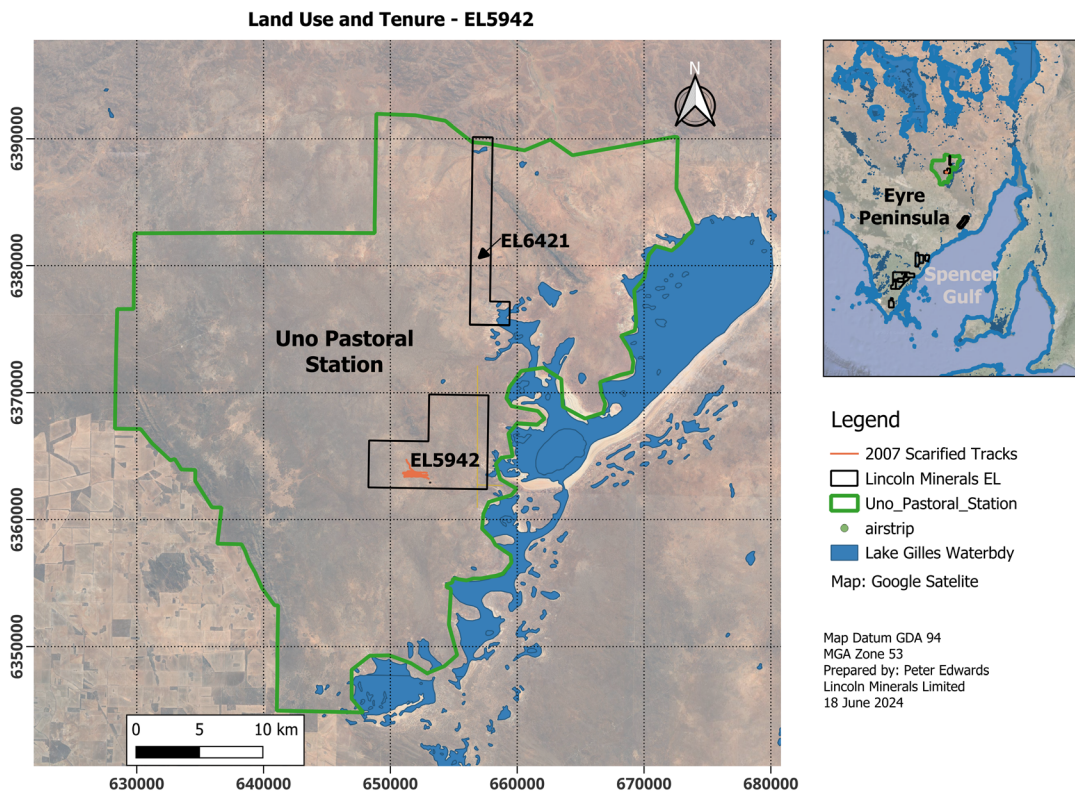 Land Use and Tenure - EL5942
N
6390000
6380000
6370000
6360000
6350000
EL6421
Uno Pastoral
Station
EL5942
0 5 10 km
630000 640000 650000 660000 670000 680000
Eyre
Peninsula
Spencer
Gulf
Legend
2007 Scarified Tracks
Lincoln Minerals EL
Uno_Pastoral_Station
airstrip
Lake Gilles Waterbdy
Map: Google Satelite
Map Datum GDA 94
MGA Zone 53
Prepared by: Peter Edwards
Lincoln Minerals Limited
18 June 2024